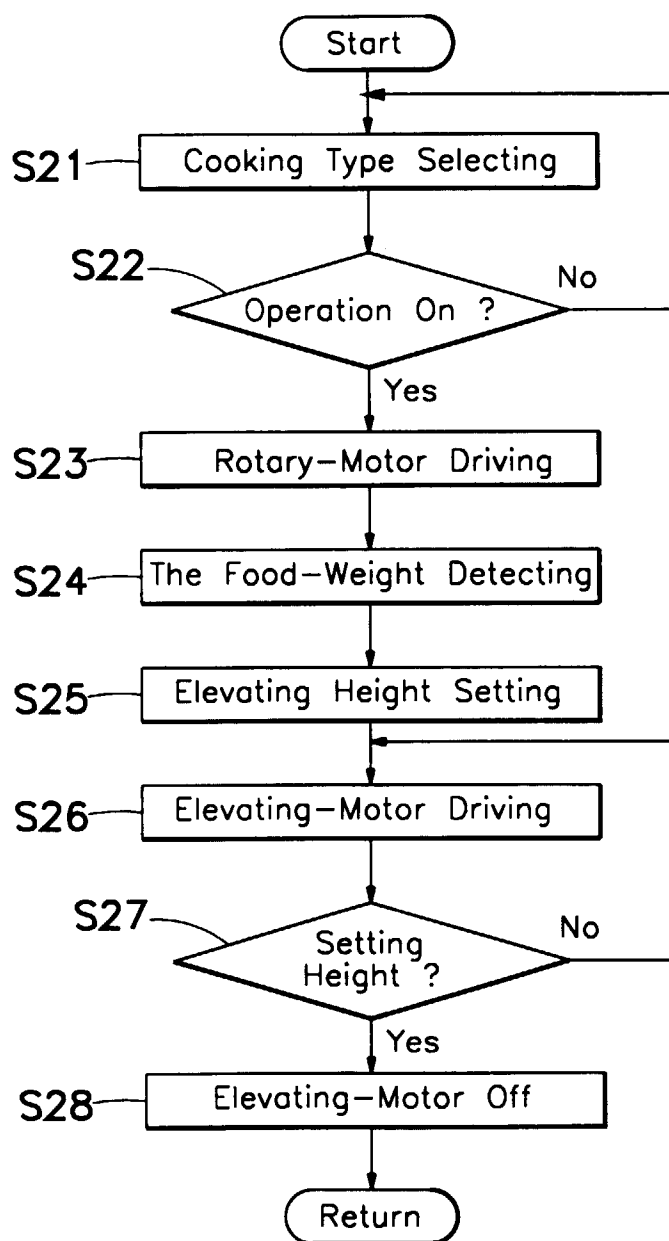 Start
S21
Cooking Type Selecting
S22
Operation On ?
No
Yes
S23
Rotary-Motor Driving
S24
The Food-Weight Detecting
S25
Elevating Height Setting
S26
Elevating-Motor Driving
S27
Setting
Height ?
No
Yes
S28
Elevating-Motor Off
Return